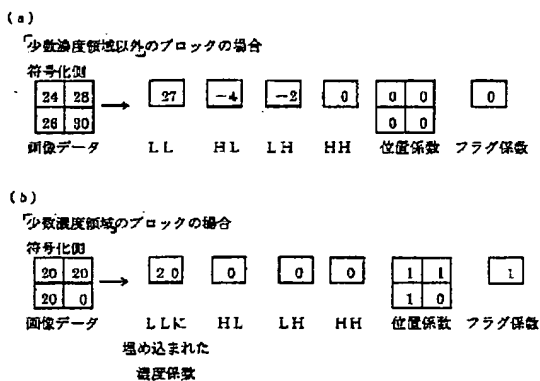 (a)
「少数濃度領域以外」のブロックの場合
符号化側
24 28 27 -4 -2 0 0 0 0
26 30 0 0
画像データ LL HL LH HH 位置係数 フラグ係数
(b)
「少数濃度領域」のブロックの場合
符号化側
20 20 20 0 0 0 1 1 1
20 0 1 0
画像データ LLに HL LH HH 位置係数 フラグ係数
埋め込まれた
濃度係数